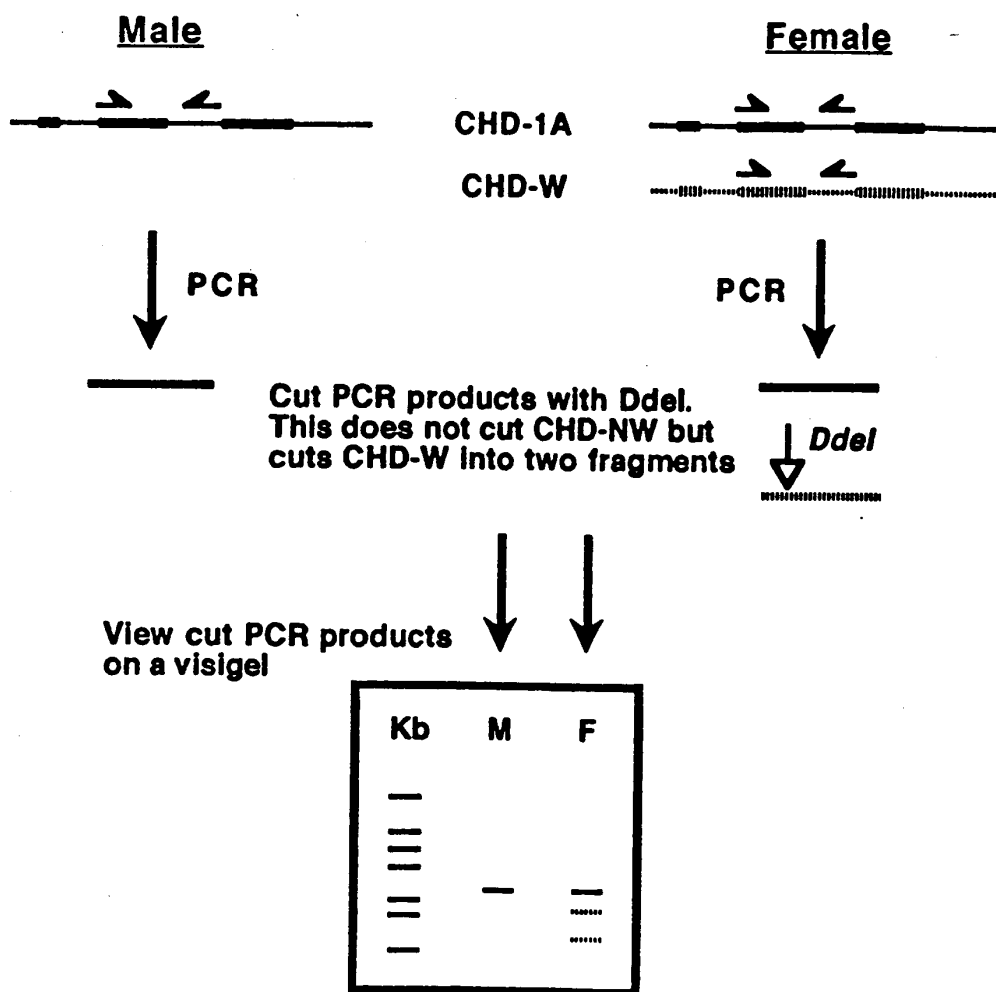 Male
Female
CHD-1A
CHD-W
PCR
PCR
Cut PCR products with DdeI.
This does not cut CHD-NW but
cuts CHD-W into two fragments
DdeI
View cut PCR products
on a visigel
Kb M F